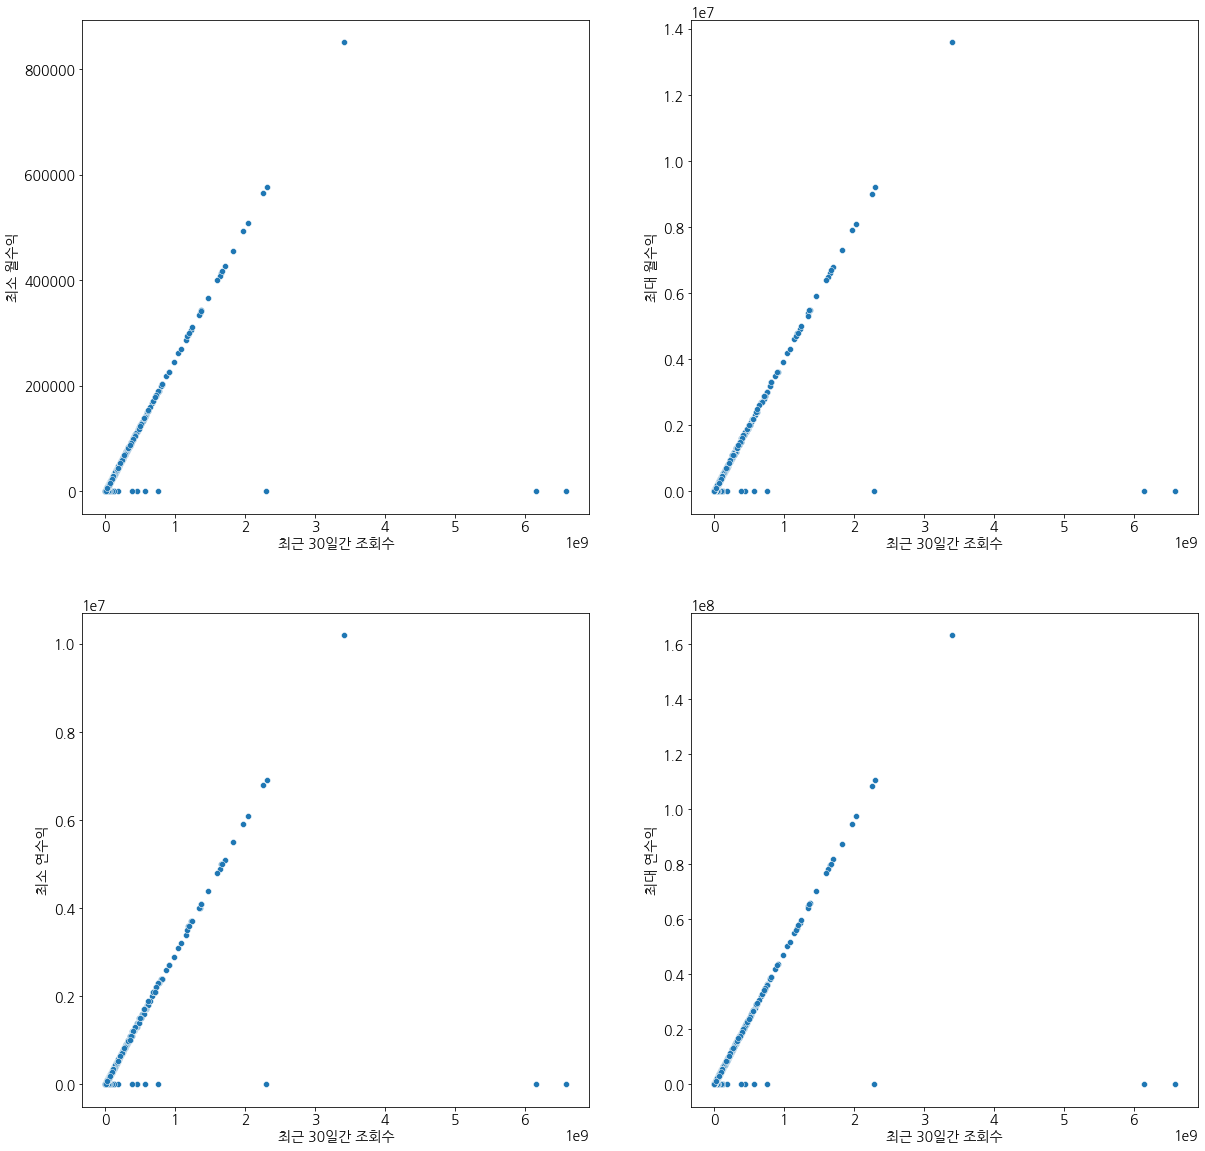 최소 월수익
800000
600000
400000
200000
0
0 1 2 3 4 5 6
최근 30일간 조회수
1e9
1e7
최대 월수익
1.4
1.2
1.0
0.8
0.6
0.4
0.2
0.0
0 1 2 3 4 5 6
최근 30일간 조회수
1e9
1e7
최소 연수익
1.0
0.8
0.6
0.4
0.2
0.0
0 1 2 3 4 5 6
최근 30일간 조회수
1e9
1e8
최대 연수익
1.6
1.4
1.2
1.0
0.8
0.6
0.4
0.2
0.0
0 1 2 3 4 5 6
최근 30일간 조회수
1e9